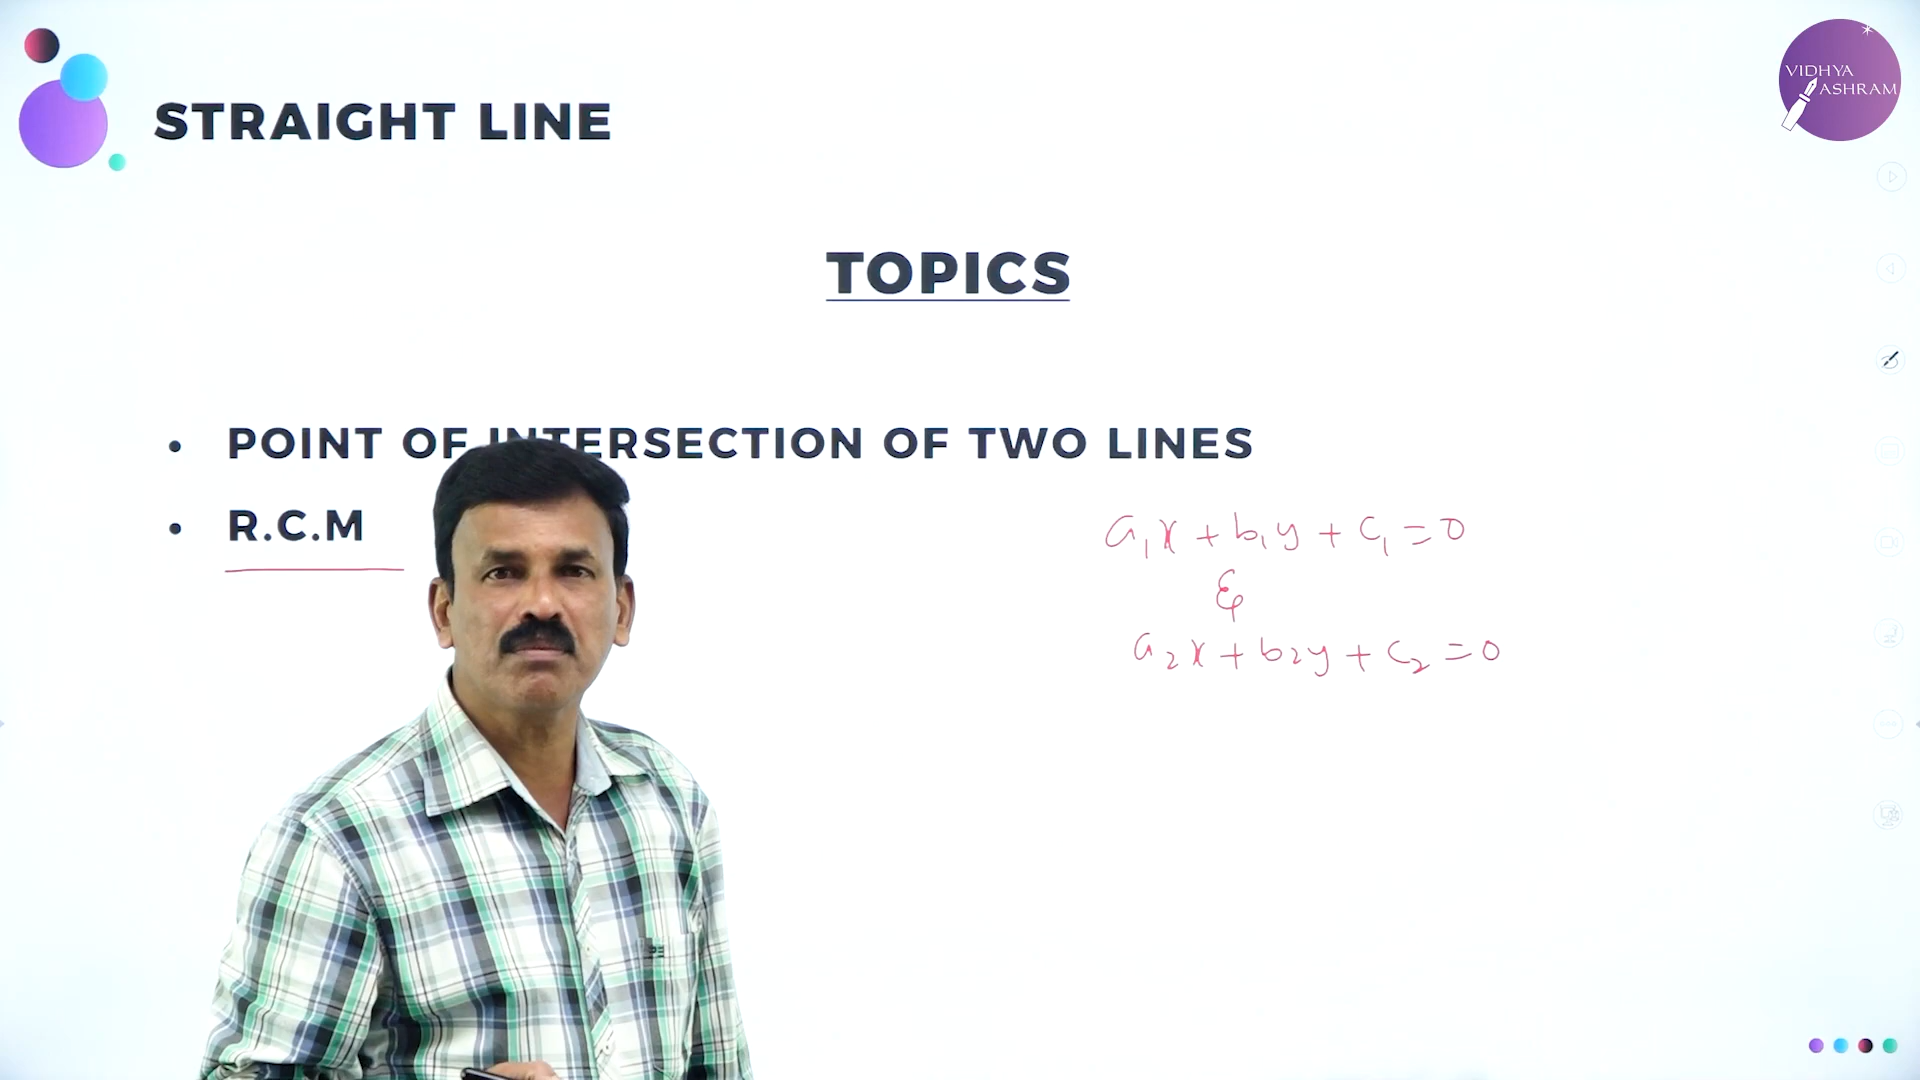 VIDHYA
ASHRAM
STRAIGHT LINE
TOPICS
• POINT OF INTERSECTION OF TWO LINES
• R.C.M
a₁x + b₁y + c₁ = 0
&
a₂x + b₂y + c₂ = 0